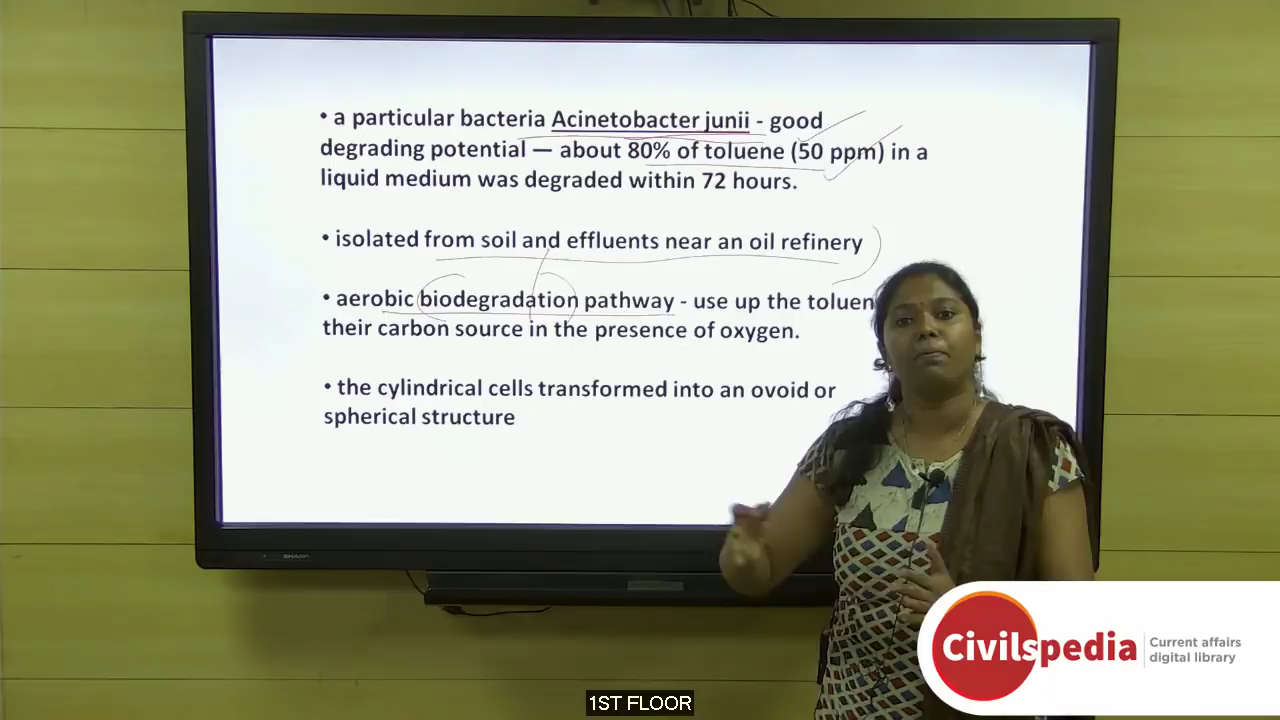 • a particular bacteria Acinetobacter junii - good
degrading potential — about 80% of toluene (50 ppm) in a
liquid medium was degraded within 72 hours.
• isolated from soil and effluents near an oil refinery
• aerobic biodegradation pathway - use up the toluen
their carbon source in the presence of oxygen.
• the cylindrical cells transformed into an ovoid or
spherical structure
SHARP
Civilspedia
Current affairs
digital library
1ST FLOOR